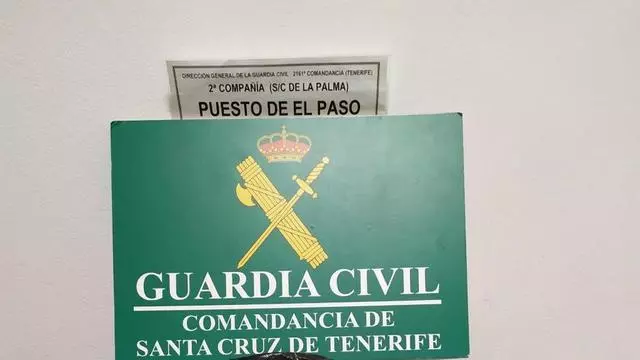 DIRECCIÓN GENERAL DE LA GUARDIA CIVIL 2161ª COMANDANCIA (TENERIFE)
2ª COMPAÑÍA (S/C DE LA PALMA)
PUESTO DE EL PASO
GUARDIA CIVIL
COMANDANCIA DE
SANTA CRUZ DE TENERIFE